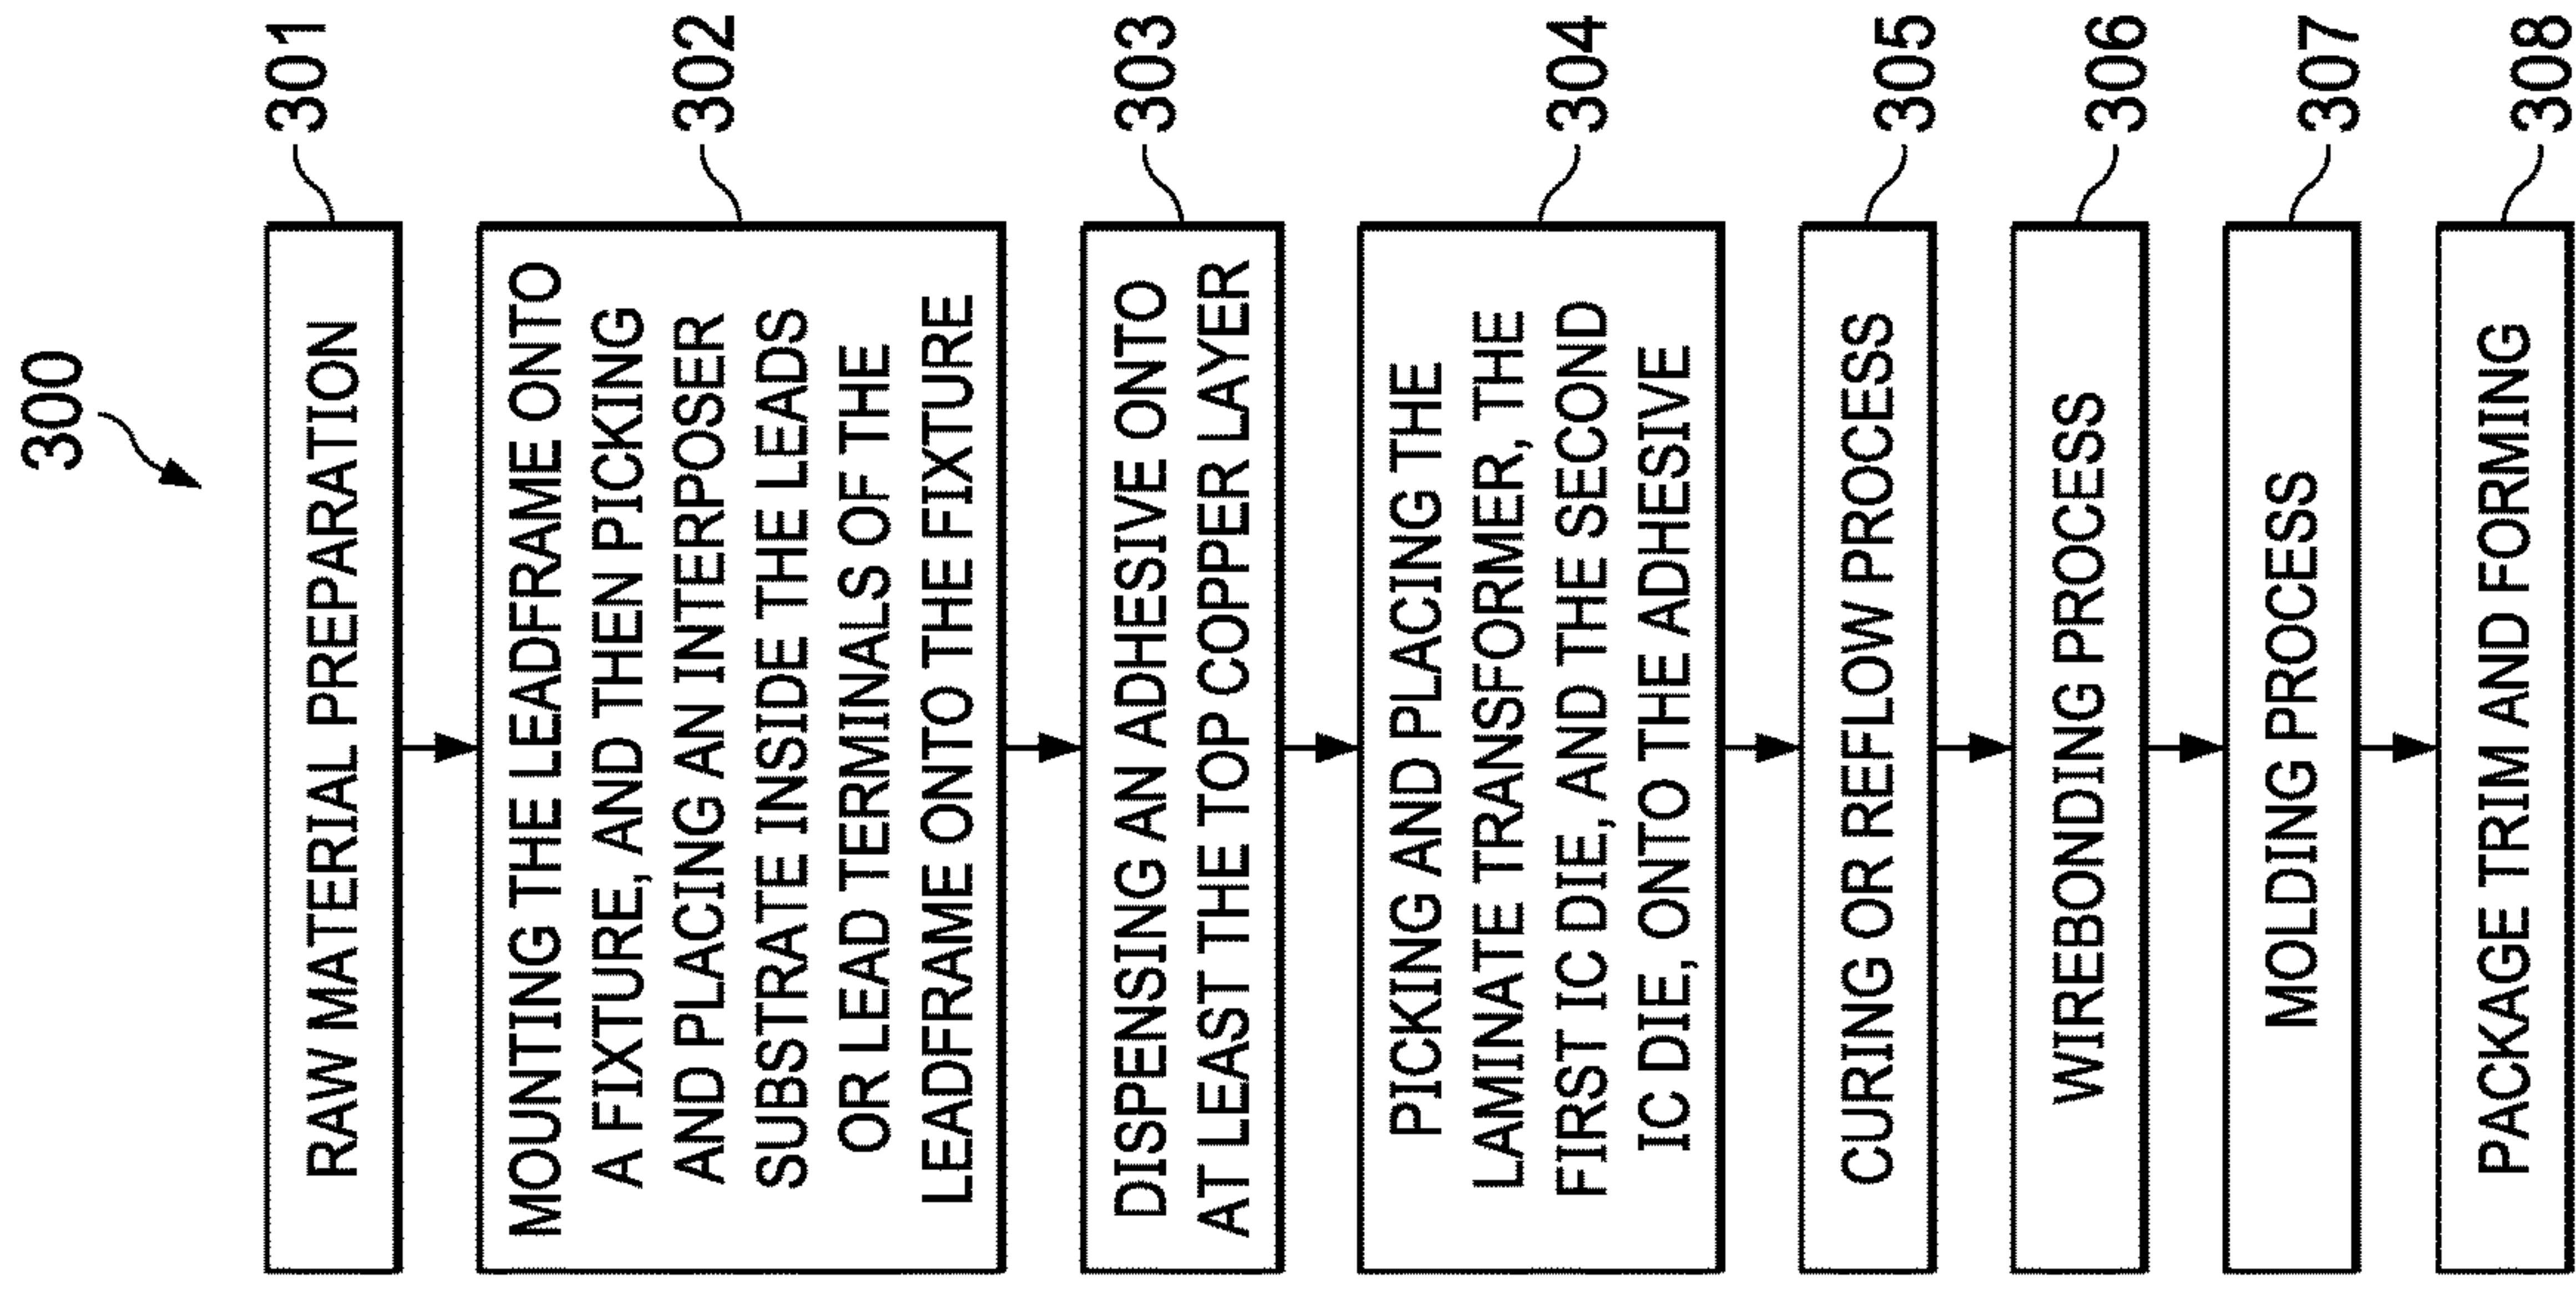 300
RAW MATERIAL PREPARATION
301
MOUNTING THE LEADFRAME ONTO
A FIXTURE, AND THEN PICKING
AND PLACING AN INTERPOSER
SUBSTRATE INSIDE THE LEADS
OR LEAD TERMINALS OF THE
LEADFRAME ONTO THE FIXTURE
302
DISPENSING AN ADHESIVE ONTO
AT LEAST THE TOP COPPER LAYER
303
PICKING AND PLACING THE
LAMINATE TRANSFORMER, THE
FIRST IC DIE, AND THE SECOND
IC DIE, ONTO THE ADHESIVE
304
CURING OR REFLOW PROCESS
305
WIREBONDING PROCESS
306
MOLDING PROCESS
307
PACKAGE TRIM AND FORMING
308